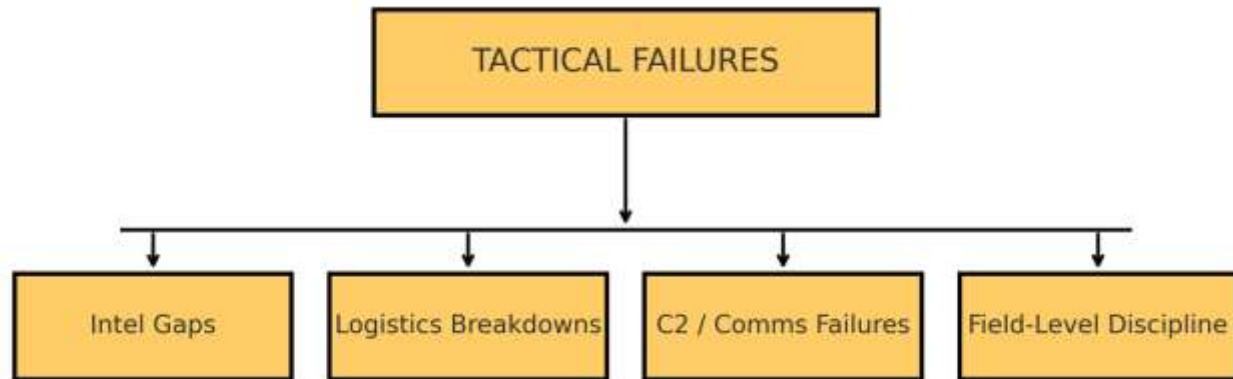 TACTICAL FAILURES
Intel Gaps
Logistics Breakdowns
C2 / Comms Failures
Field-Level Discipline